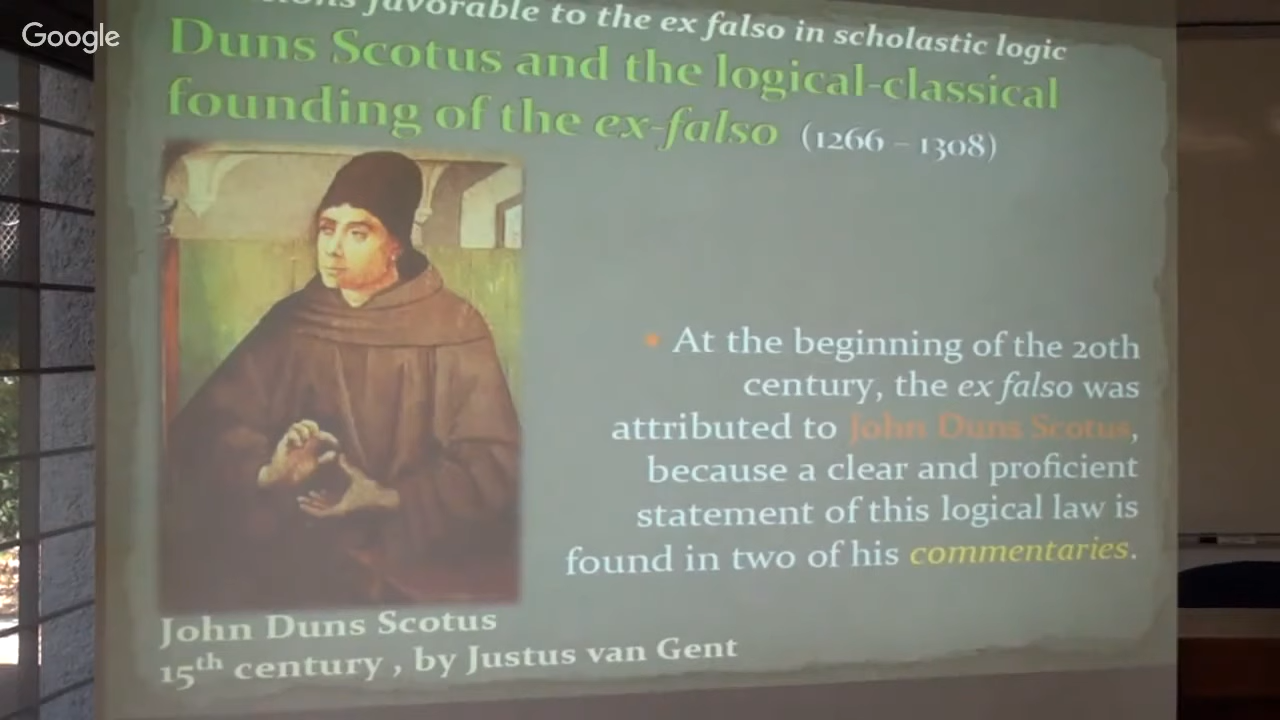 Google
favorable to the ex falso in scholastic logic
Duns Scotus and the logical-classical
founding of the ex-falso (1266 – 1308)
• At the beginning of the 20th
century, the ex falso was
attributed to John Duns Scotus,
because a clear and proficient
statement of this logical law is
found in two of his commentaries.
John Duns Scotus
15th century , by Justus van Gent